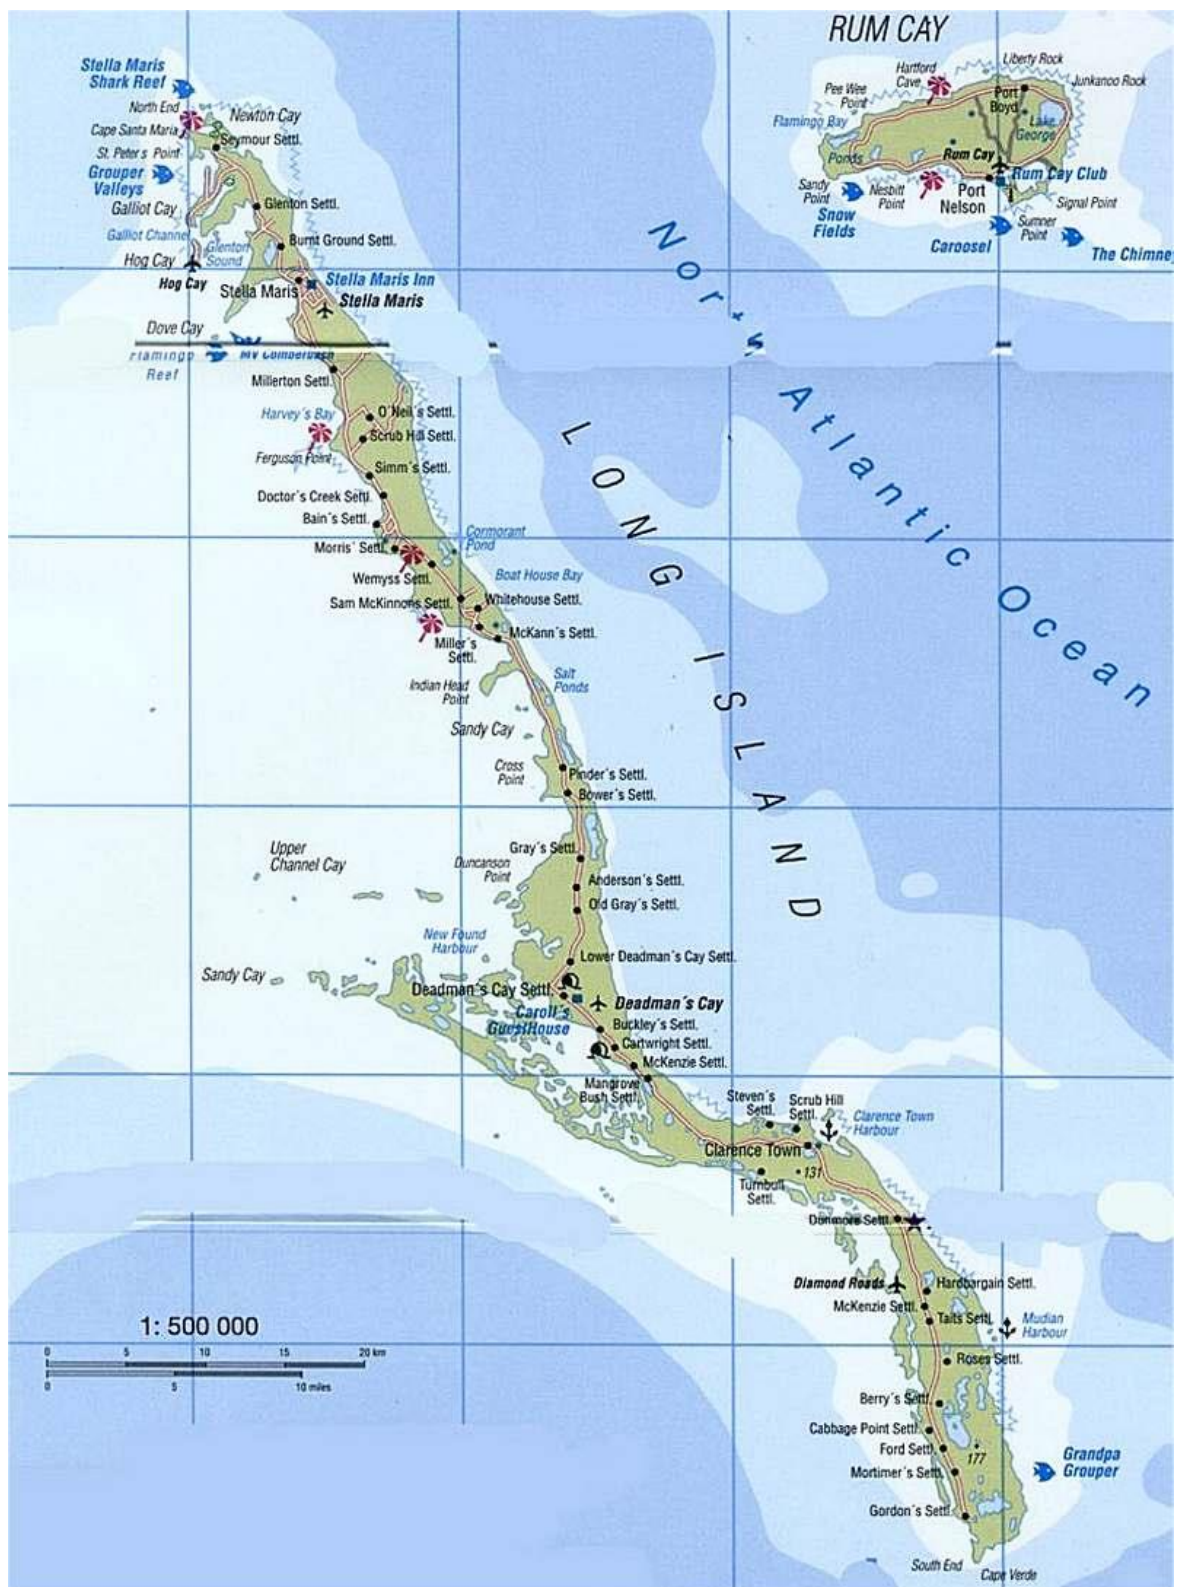 RUM CAY
Liberty Rock
Hartford
Cave
Junkanoo Rock
Pee Wee
Point
Port
Boyd
Flamingo Bay
Lake
George
Ponds
Rum Cay
Rum Cay Club
Sandy
Point
Nesbitt
Point
Port
Nelson
Signal Point
Snow
Fields
Sumner
Point
Caroosel
The Chimney
Stella Maris
Shark Reef
North End
Newton Cay
Cape Santa Maria
Seymour Settl.
St. Peter´s Point
Grouper
Valleys
Galliot Cay
Glenton Settl.
Galliot Channel
Glenton
Sound
Burnt Ground Settl.
Hog Cay
Hog Cay
Stella Maris Inn
Stella Maris
Stella Maris
Dove Cay
Flamingo
Reef
MV Comberbach
North Atlantic Ocean
LONG ISLAND
Millerton Settl.
Harvey´s Bay
O´Neil´s Settl.
Scrub Hill Settl.
Ferguson Point
Simm´s Settl.
Doctor´s Creek Settl.
Bain´s Settl.
Cormorant
Pond
Morris´ Settl.
Wemyss Settl.
Boat House Bay
Sam McKinnons Settl.
Whitehouse Settl.
McKann´s Settl.
Miller´s
Settl.
Indian Head
Point
Salt
Ponds
Sandy Cay
Cross
Point
Pinder´s Settl.
Bower´s Settl.
Upper
Channel Cay
Gray´s Settl.
Duncanson
Point
Anderson´s Settl.
Old Gray´s Settl.
New Found
Harbour
Lower Deadman´s Cay Settl.
Sandy Cay
Deadman´s Cay Settl.
Deadman´s Cay
Caroll´s
GuestHouse
Buckley´s Settl.
Cartwright Settl.
McKenzie Settl.
Mangrove
Bush Settl.
Steven´s
Settl.
Scrub Hill
Settl.
Clarence Town
Harbour
Clarence Town
131
Turnbull
Settl.
Dunmore Settl.
Diamond Roads
Hardbargain Settl.
McKenzie Settl.
Taits Settl.
Mudian
Harbour
Roses Settl.
Berry´s Settl.
Cabbage Point Settl.
Ford Settl.
177
Mortimer´s Settl.
Grandpa
Grouper
Gordon´s Settl.
South End
Cape Verde
1: 500 000
0 5 10 15 20 km
0 5 10 miles